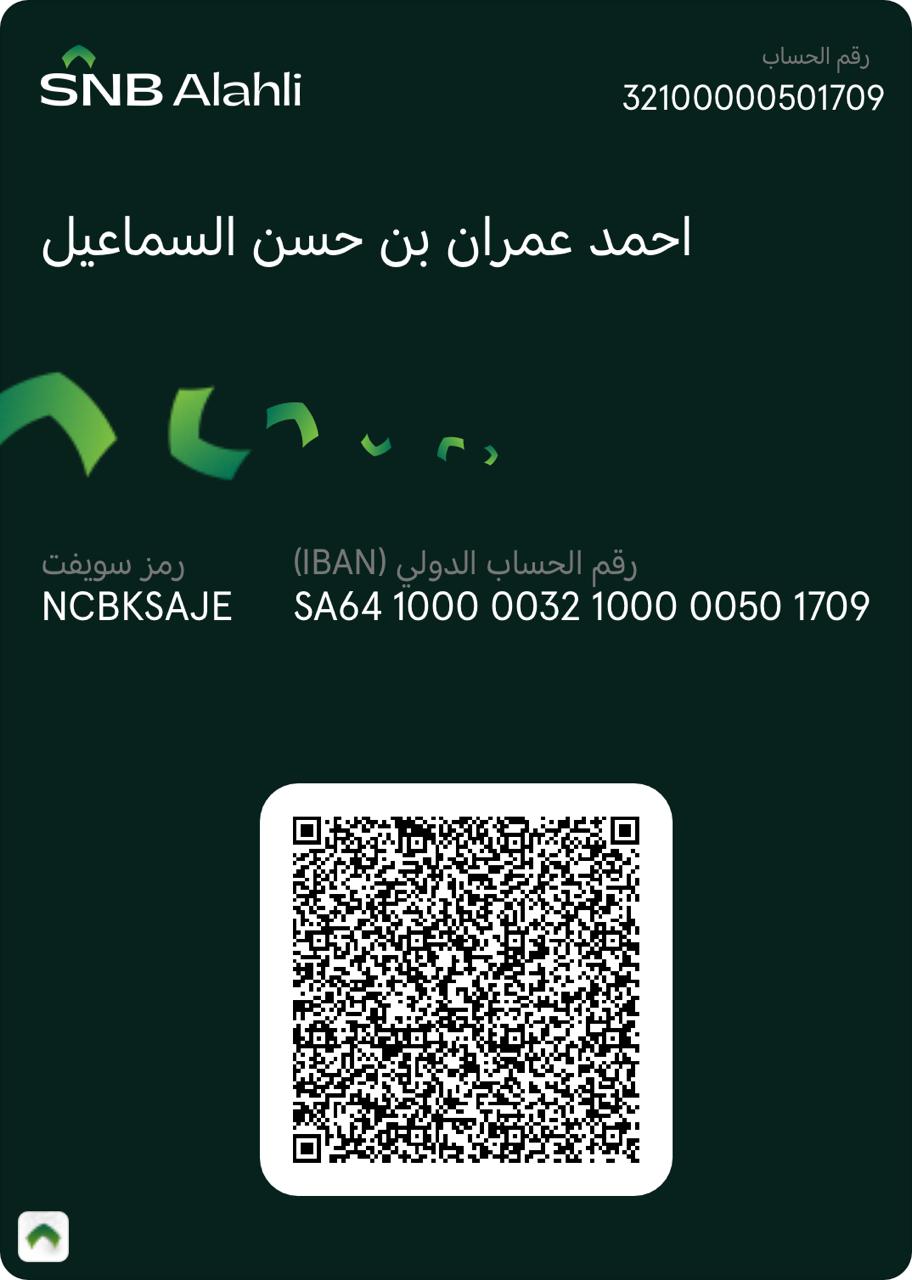 SNB Alahli
رقم الحساب
32100000501709
احمد عمران بن حسن السماعيل
رمز سويفت
NCBKSAJE
رقم الحساب الدولي (IBAN)
SA64 1000 0032 1000 0050 1709